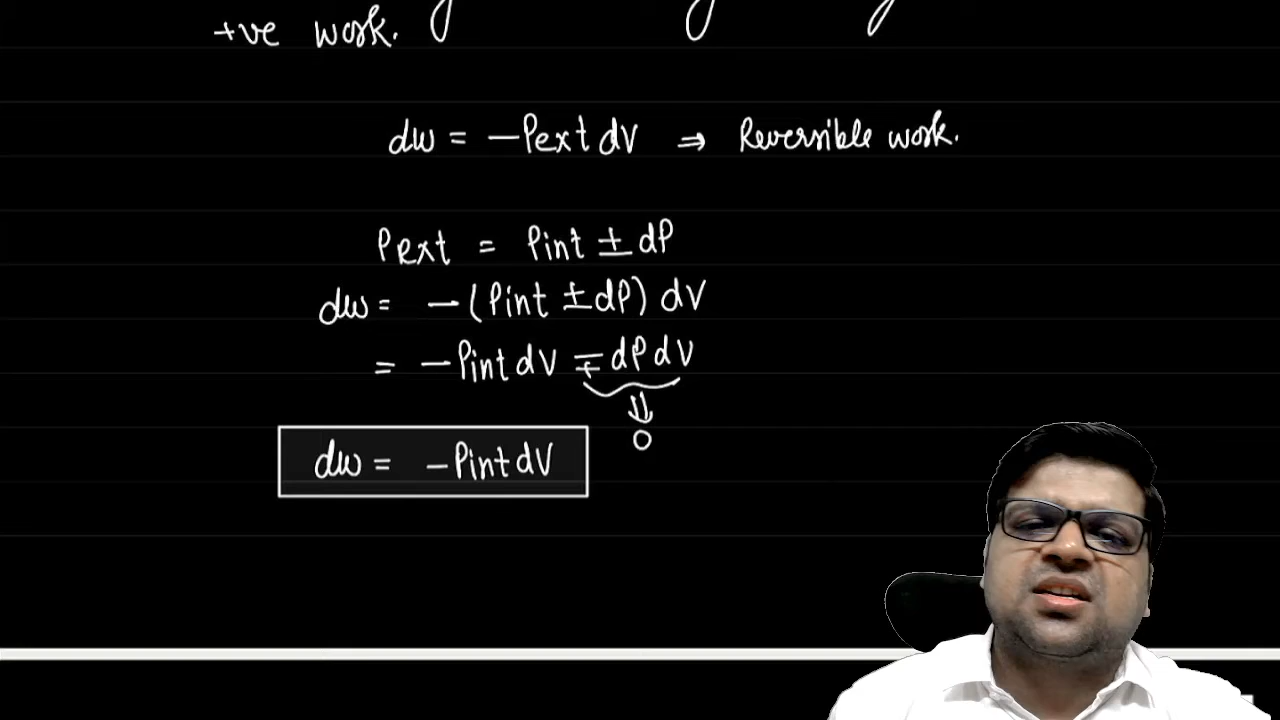 +ve work.
dw = -Pext dV ⇒ Reversible work.
Pext = Pint ± dP
dw = -(Pint ± dP) dV
= -Pint dV ∓ dP dV
⇓
0
dw = -Pint dV